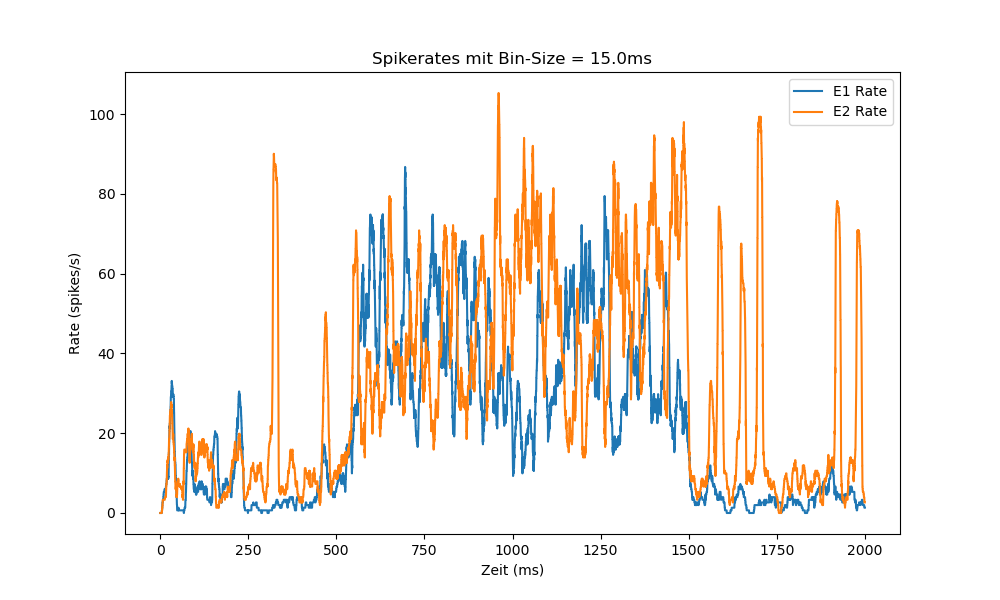 Spikerates mit Bin-Size = 15.0ms
E1 Rate
E2 Rate
100
80
60
40
20
0
Rate (spikes/s)
0 250 500 750 1000 1250 1500 1750 2000
Zeit (ms)